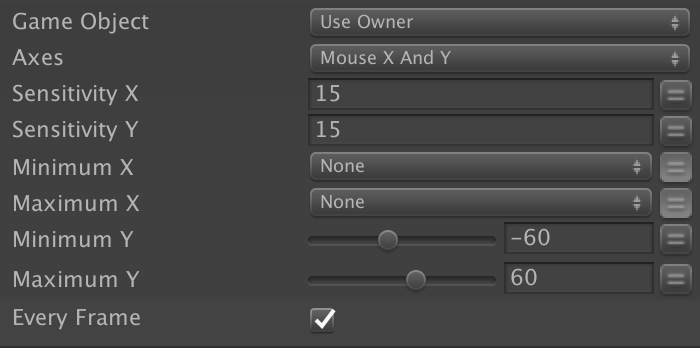 Game Object Use Owner
Axes Mouse X And Y
Sensitivity X 15
Sensitivity Y 15
Minimum X None
Maximum X None
Minimum Y -60
Maximum Y 60
Every Frame